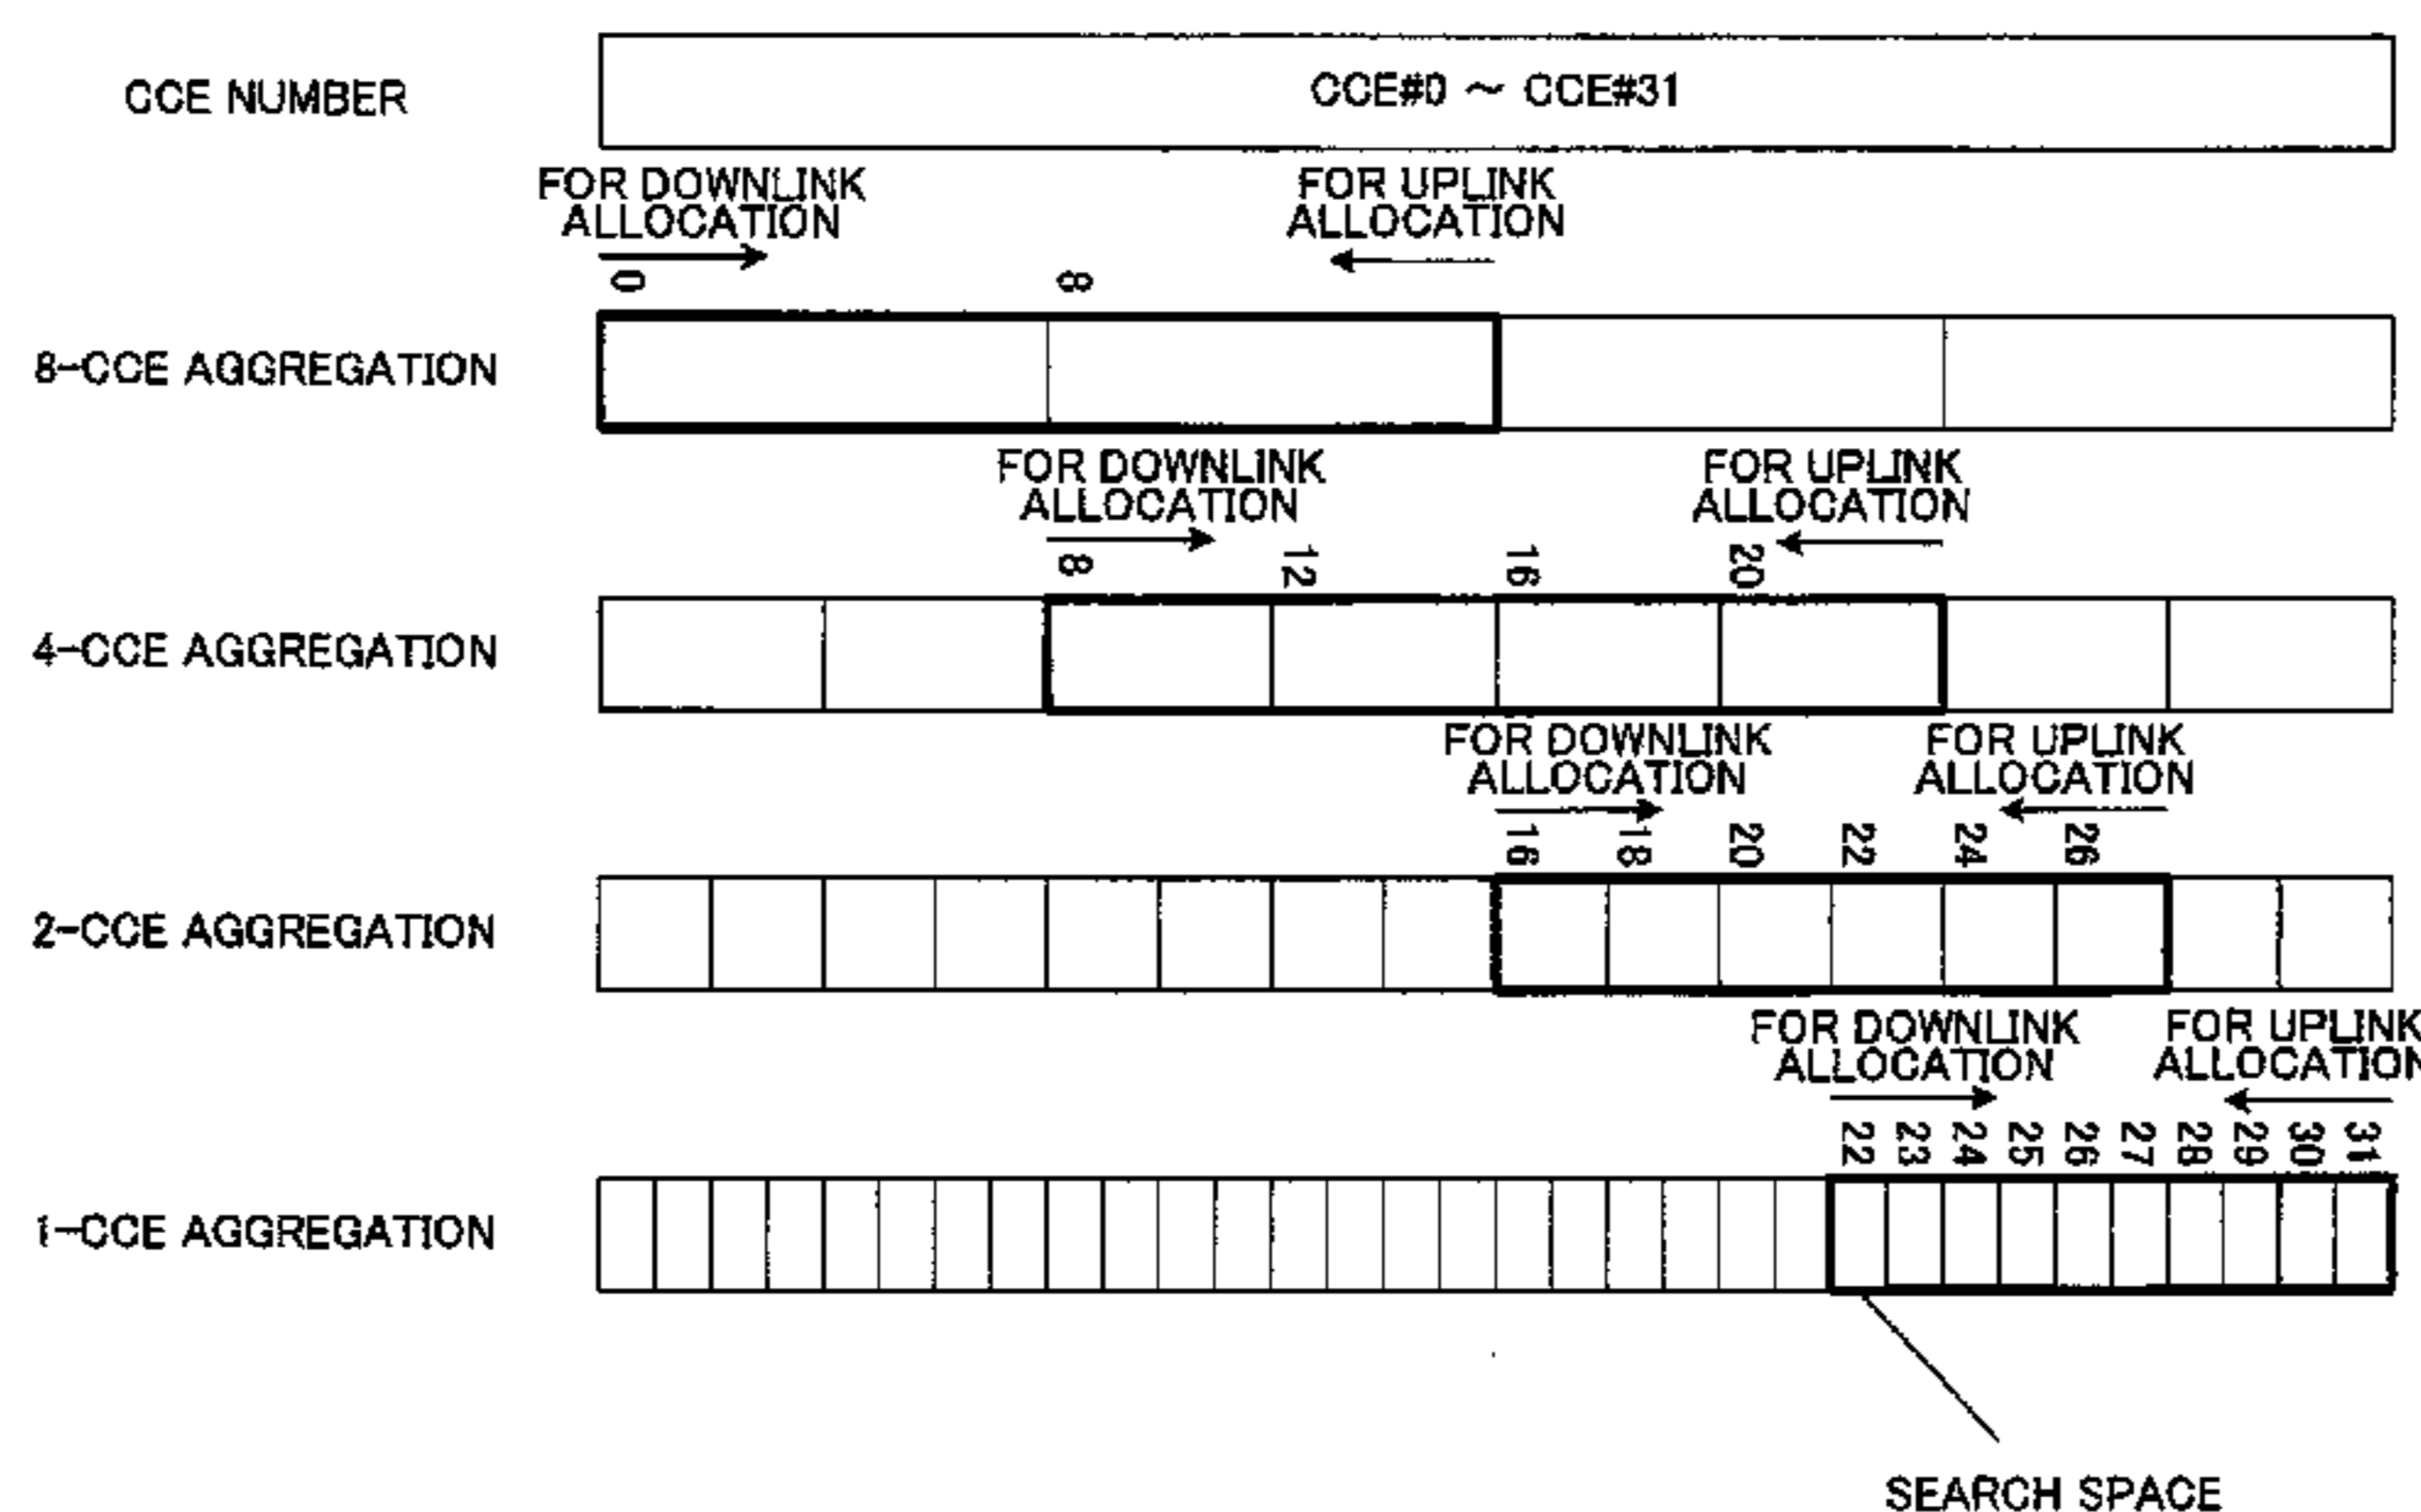 CCE NUMBER
CCE#0 ~ CCE#31
FOR DOWNLINK
ALLOCATION
FOR UPLINK
ALLOCATION
0
8
8-CCE AGGREGATION
FOR DOWNLINK
ALLOCATION
FOR UPLINK
ALLOCATION
8
12
16
20
4-CCE AGGREGATION
FOR DOWNLINK
ALLOCATION
FOR UPLINK
ALLOCATION
16
18
20
22
24
26
2-CCE AGGREGATION
FOR DOWNLINK
ALLOCATION
FOR UPLINK
ALLOCATION
22
23
24
25
26
27
28
29
30
31
1-CCE AGGREGATION
SEARCH SPACE